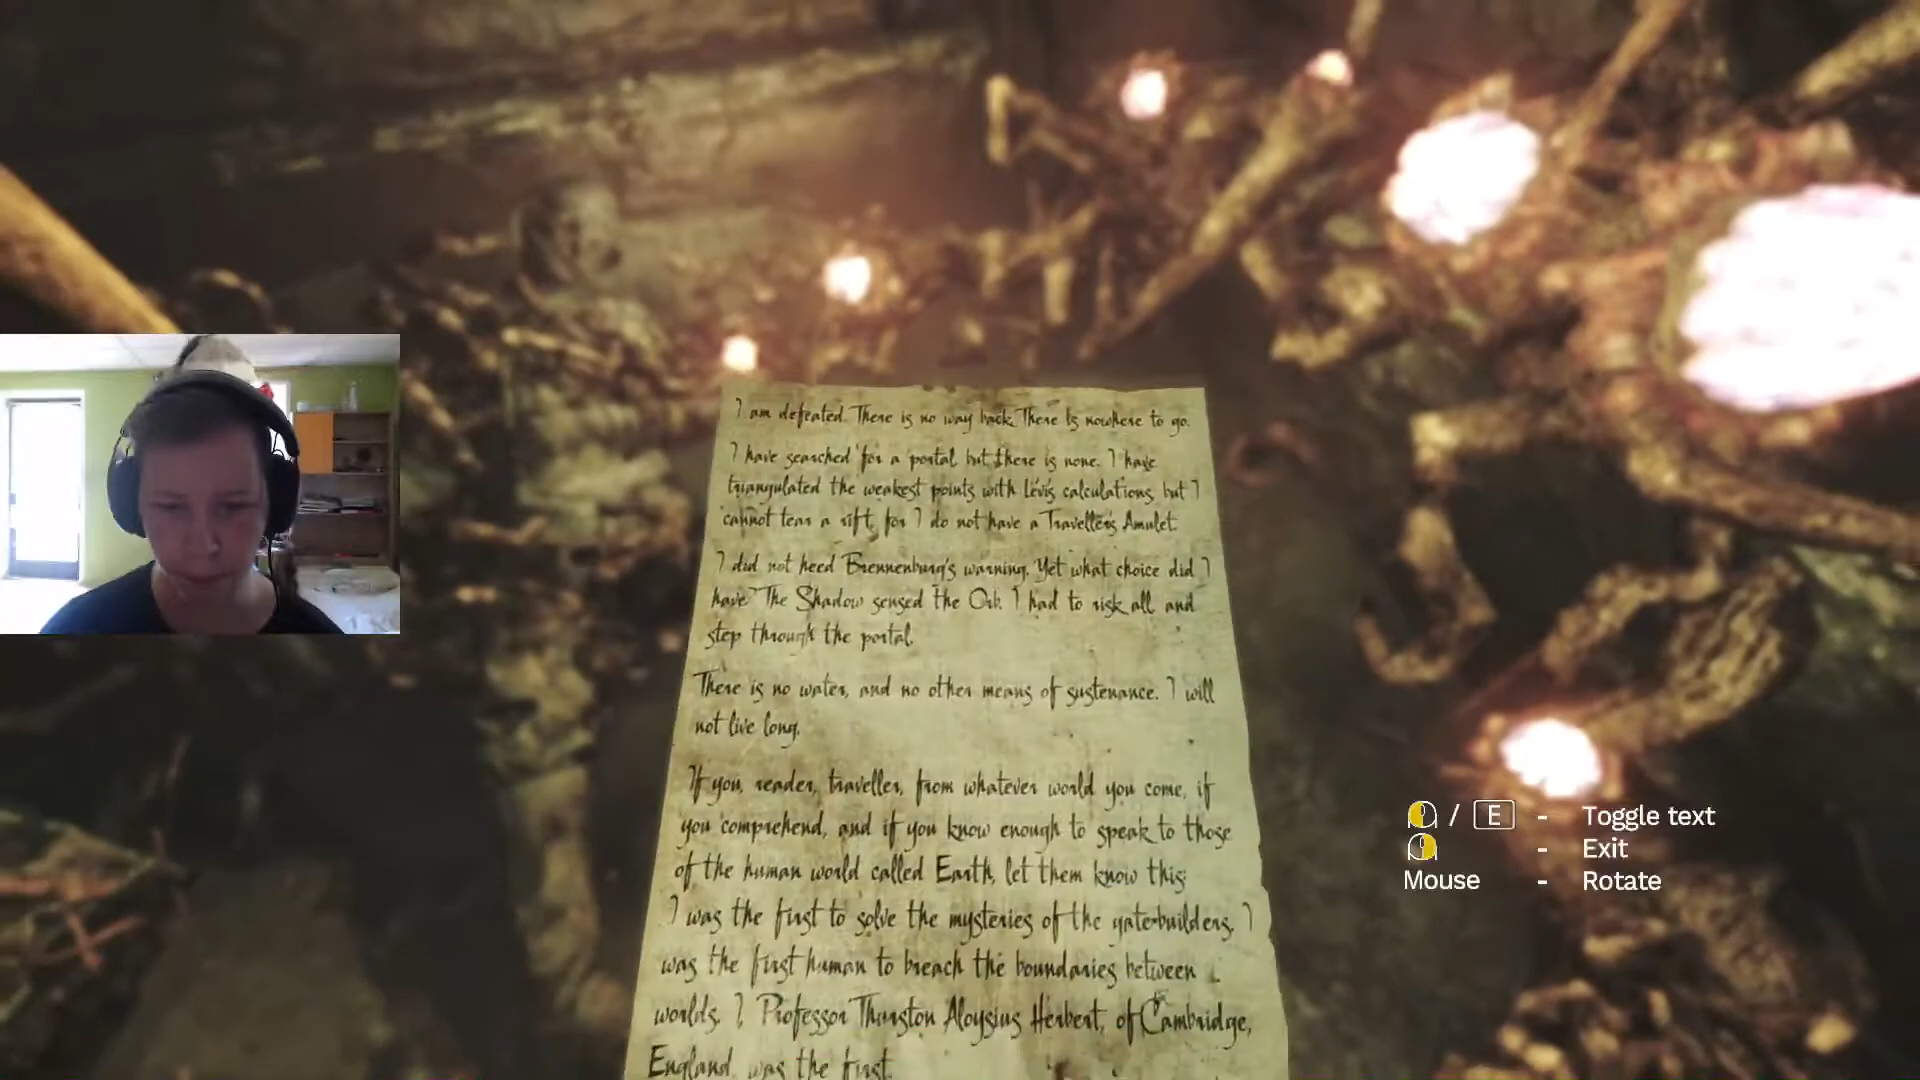 I am defeated. There is no way back. There is nowhere to go.
I have searched for a portal but there is none. I have
triangulated the weakest points with Lévi's calculations, but I
cannot tear a rift, for I do not have a Traveller's Amulet.
I did not heed Brennenburg's warning. Yet what choice did I
have? The Shadow sensed the Orb. I had to risk all and
step through the portal.
There is no water, and no other means of sustenance. I will
not live long.
If you, reader, traveller, from whatever world you come, if
you comprehend, and if you know enough to speak to those
of the human world called Earth, let them know this:
I was the first to solve the mysteries of the gate-builders. I
was the first human to breach the boundaries between
worlds. I, Professor Thurston Aloysius Herbert, of Cambridge,
England, was the first.
/ E - Toggle text
- Exit
Mouse - Rotate